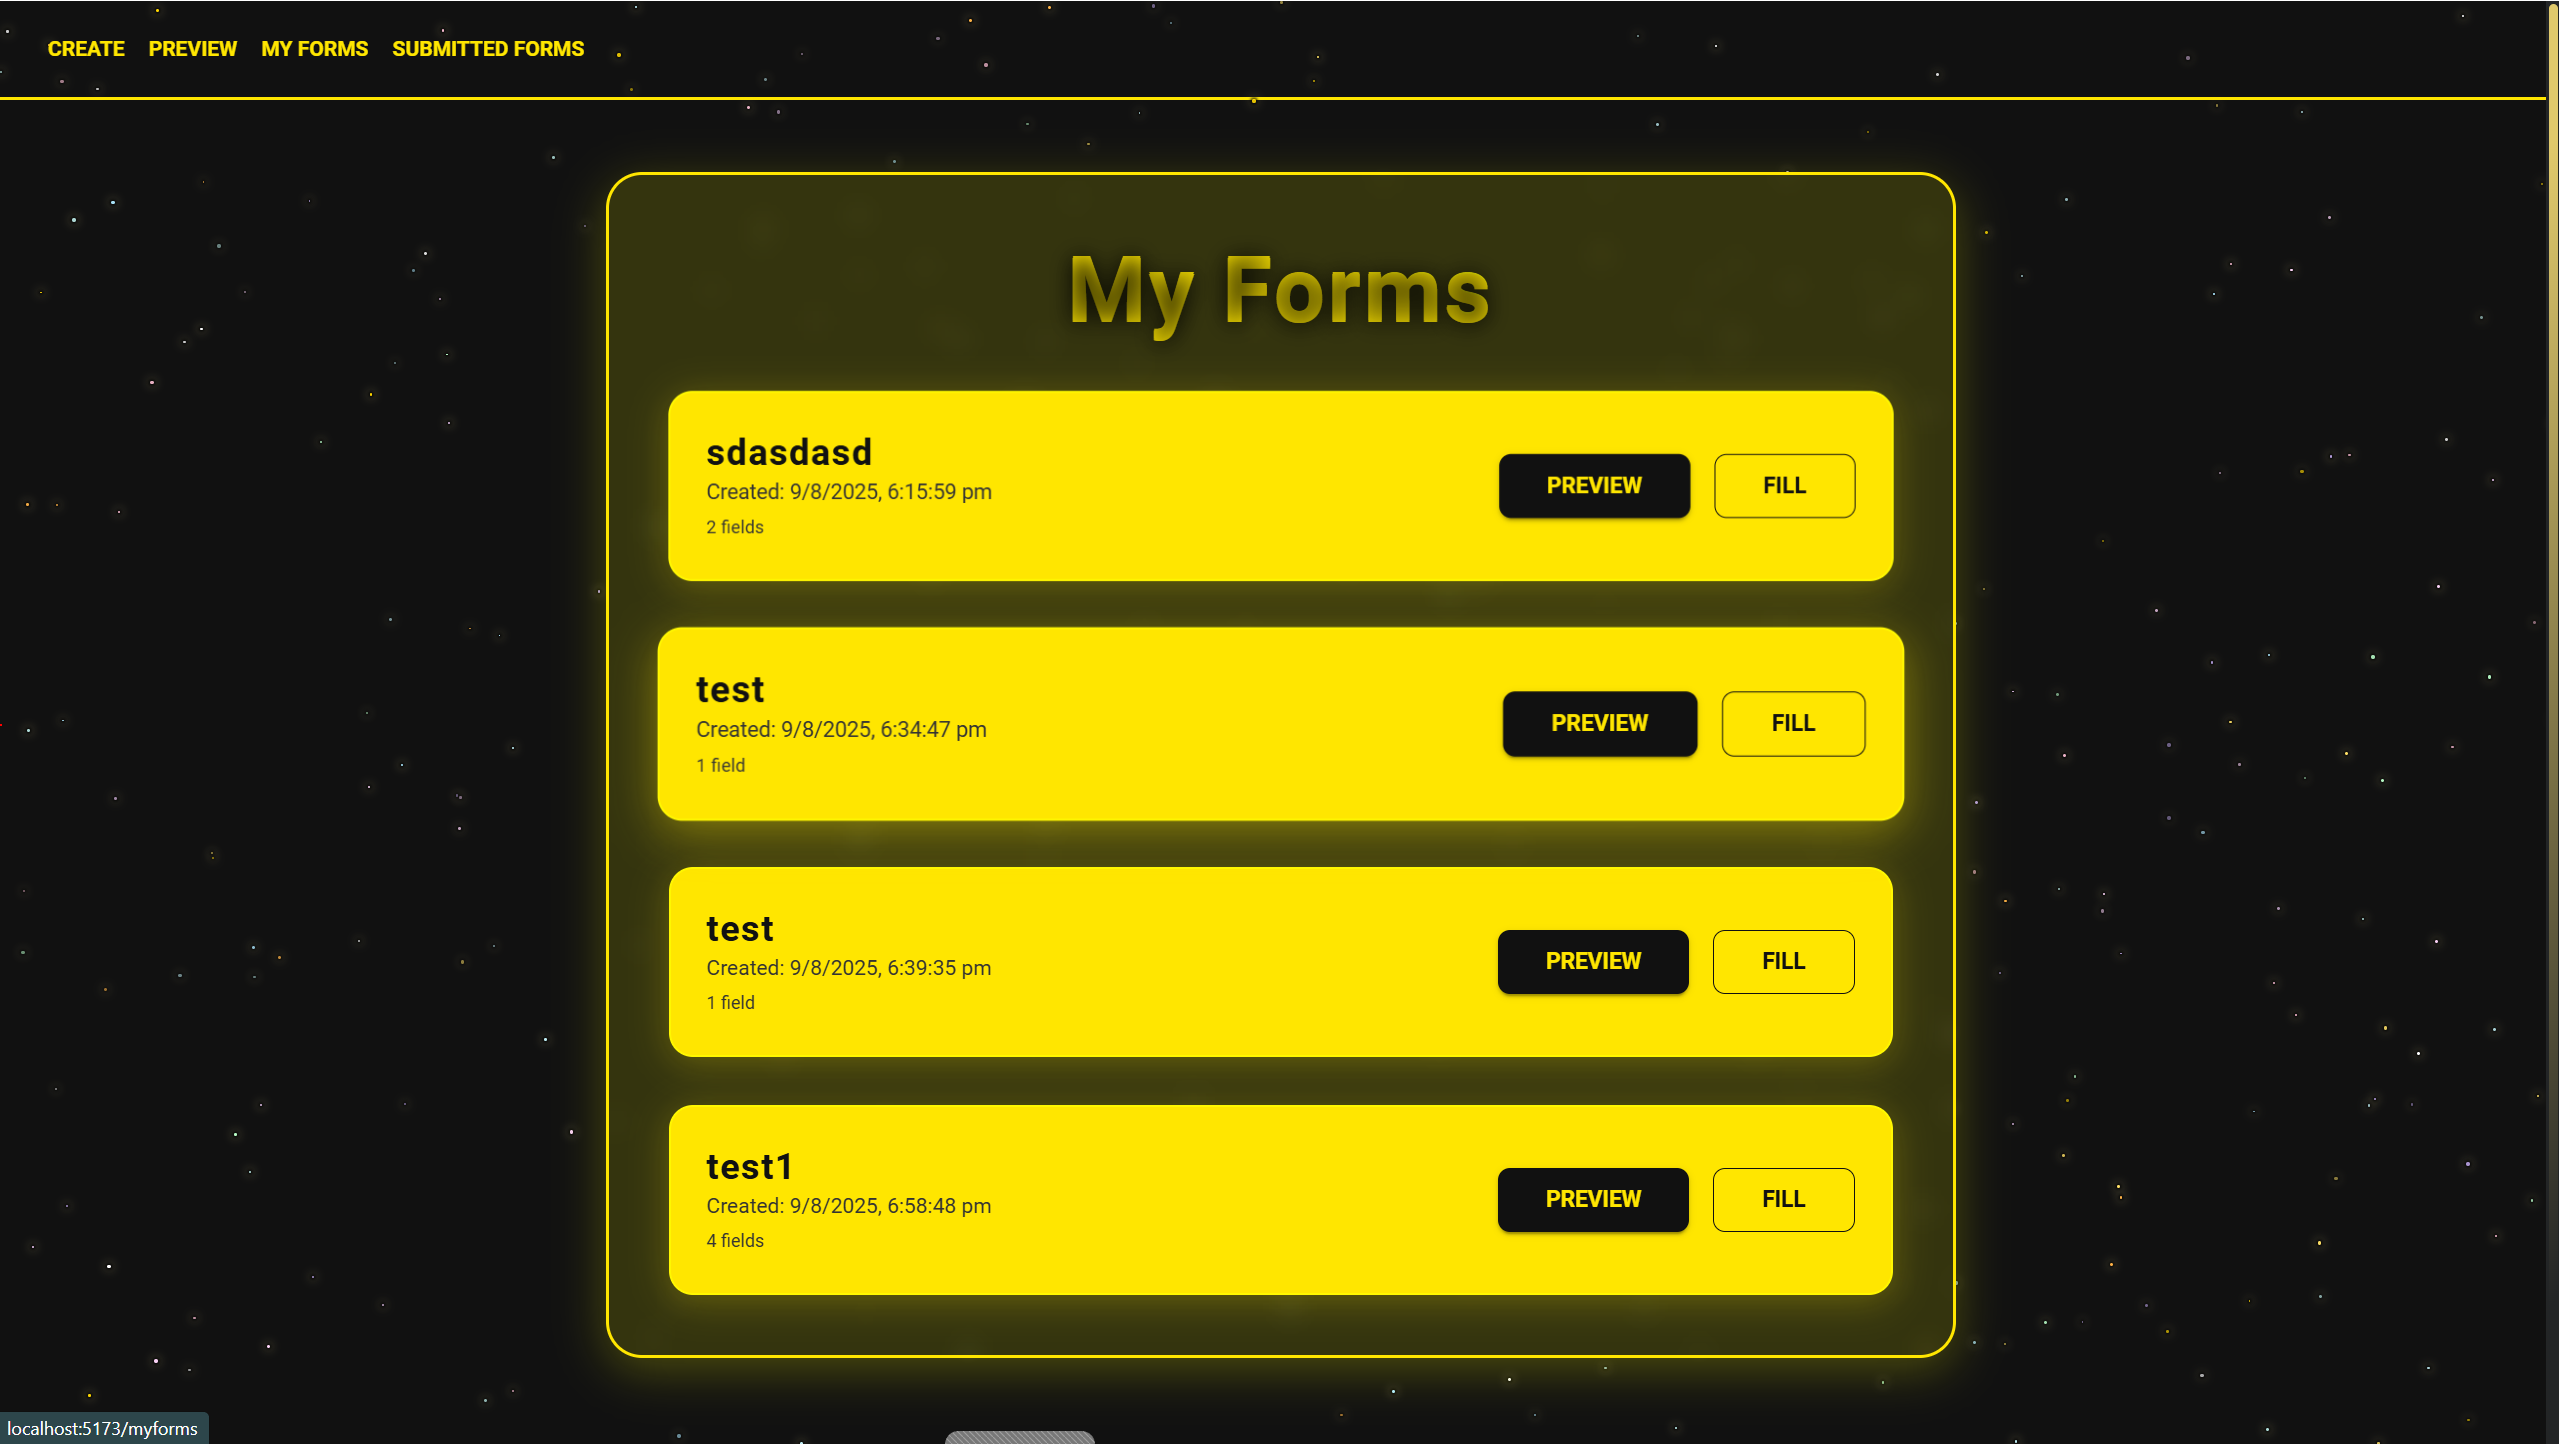 CREATE PREVIEW MY FORMS SUBMITTED FORMS
My Forms
sdasdasd
Created: 9/8/2025, 6:15:59 pm
2 fields
PREVIEW FILL
test
Created: 9/8/2025, 6:34:47 pm
1 field
PREVIEW FILL
test
Created: 9/8/2025, 6:39:35 pm
1 field
PREVIEW FILL
test1
Created: 9/8/2025, 6:58:48 pm
4 fields
PREVIEW FILL
localhost:5173/myforms